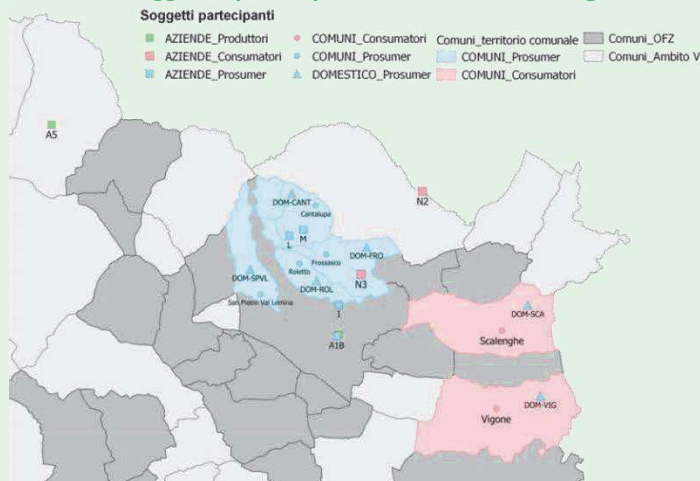 Soggetti partecipanti
AZIENDE_Produttori
AZIENDE_Consumatori
AZIENDE_Prosumer
COMUNI_Consumatori
COMUNI_Prosumer
DOMESTICO_Prosumer
Comuni_territorio comunale
COMUNI_Prosumer
COMUNI_Consumatori
Comuni_OFZ
Comuni_Ambito V
A5
N2
DOM-CANT
Cantalupa
M
L
DOM-FRO
Frossasco
Roletto
DOM-SPVL
DOM-ROL
N3
San Pietro Val Lemina
I
A1B
DOM-SCA
Scalenghe
DOM-VIG
Vigone